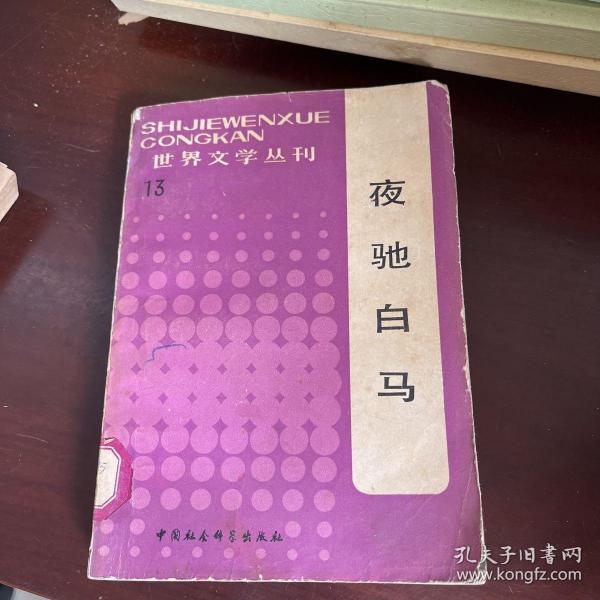 SHIJIEWENXUE
CONGKAN
世界文学丛刊
13
夜驰白马
中国社会科学出版社
孔夫子旧書网
www.kongfz.com